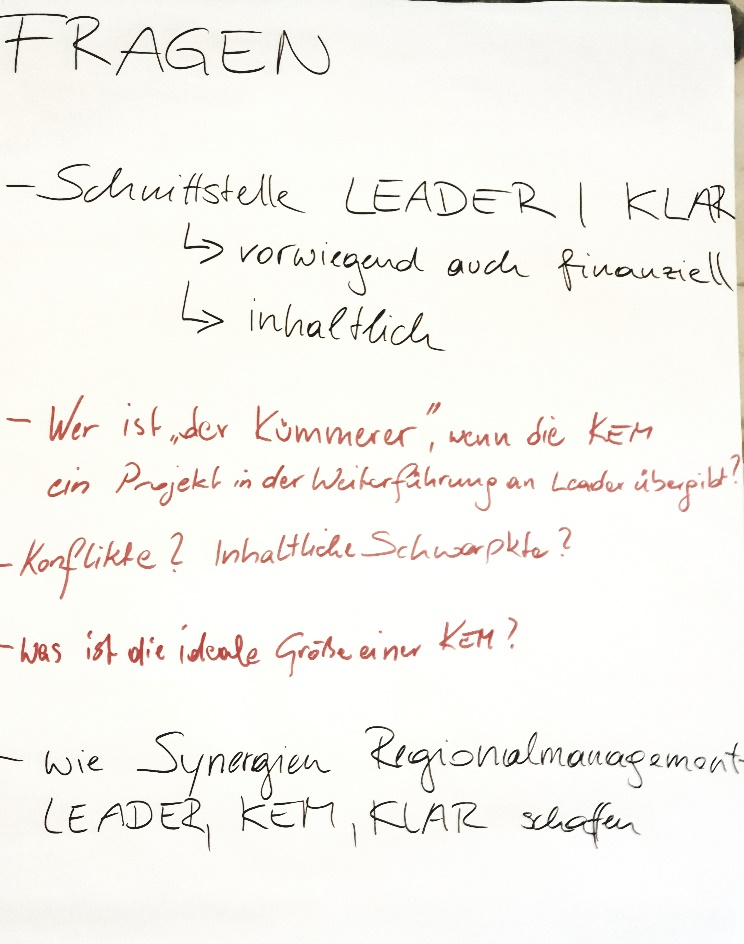 FRAGEN
- Schnittstelle LEADER | KLAR
↳ vorwiegend auch finanziell
↳ inhaltlich
- Wer ist „der Kümmerer", wenn die KEM
ein Projekt in der Weiterführung an Leader übergibt?
- Konflikte? Inhaltliche Schwerpkte?
- Was ist die ideale Größe einer KEM?
- wie Synergien Regionalmanagement-
LEADER, KEM, KLAR schaffen